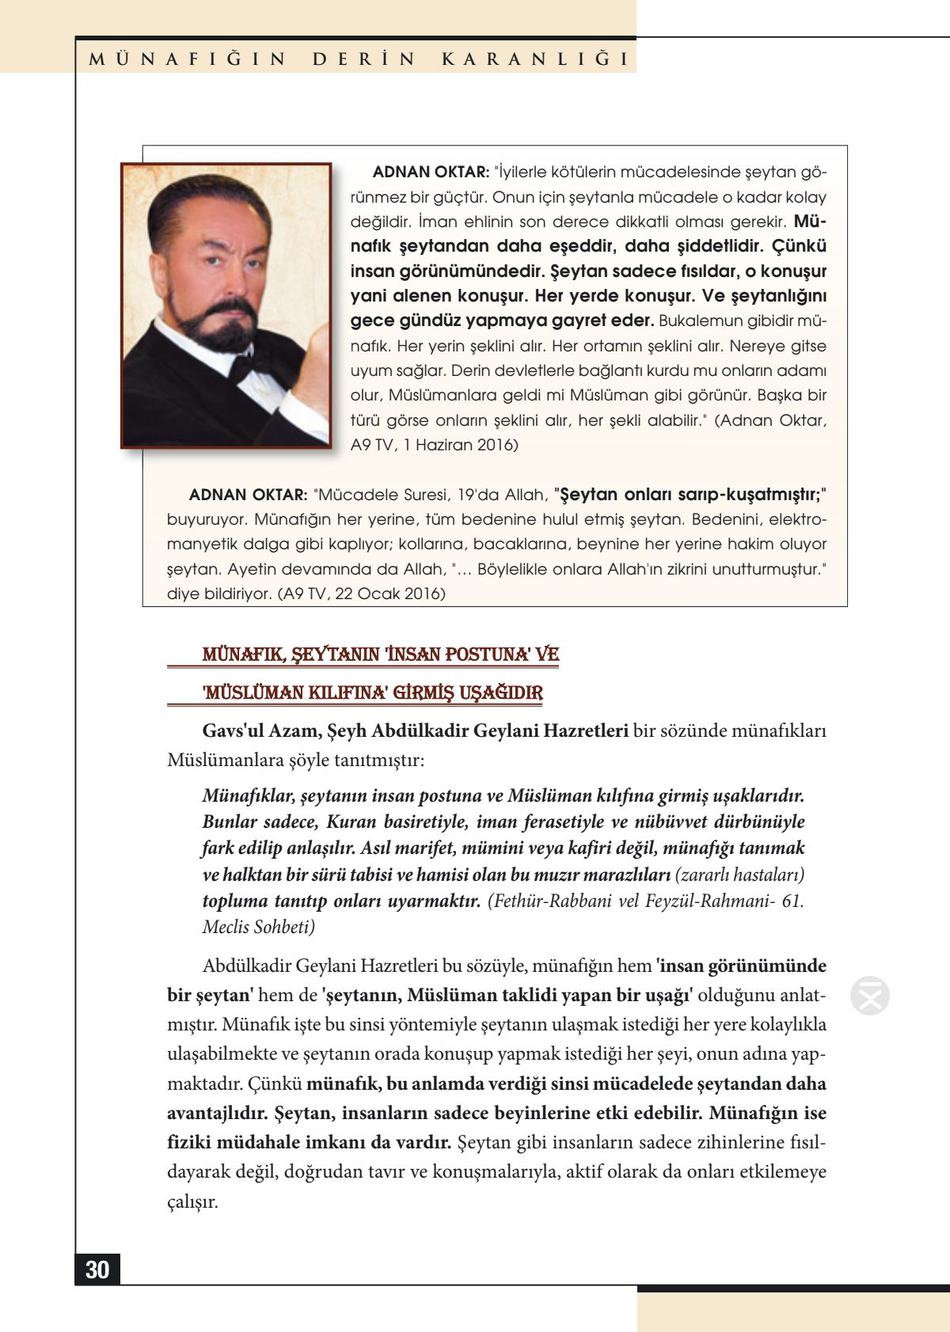 MÜNAFIĞIN DERİN KARANLIĞI
ADNAN OKTAR: "İyilerle kötülerin mücadelesinde şeytan gö-
rünmez bir güçtür. Onun için şeytanla mücadele o kadar kolay
değildir. İman ehlinin son derece dikkatli olması gerekir. Mü-
nafık şeytandan daha eşeddir, daha şiddetlidir. Çünkü
insan görünümündedir. Şeytan sadece fısıldar, o konuşur
yani alenen konuşur. Her yerde konuşur. Ve şeytanlığını
gece gündüz yapmaya gayret eder. Bukalemun gibidir mü-
nafık. Her yerin şeklini alır. Her ortamın şeklini alır. Nereye gitse
uyum sağlar. Derin devletlerle bağlantı kurdu mu onların adamı
olur, Müslümanlara geldi mi Müslüman gibi görünür. Başka bir
türü görse onların şeklini alır, her şekli alabilir." (Adnan Oktar,
A9 TV, 1 Haziran 2016)
ADNAN OKTAR: "Mücadele Suresi, 19'da Allah, "Şeytan onları sarıp-kuşatmıştır;"
buyuruyor. Münafığın her yerine, tüm bedenine hulul etmiş şeytan. Bedenini, elektro-
manyetik dalga gibi kaplıyor; kollarına, bacaklarına, beynine her yerine hakim oluyor
şeytan. Ayetin devamında da Allah, "... Böylelikle onlara Allah'ın zikrini unutturmuştur."
diye bildiriyor. (A9 TV, 22 Ocak 2016)
MÜNAFIK, ŞEYTANIN 'İNSAN POSTUNA' VE
'MÜSLÜMAN KILIFINA' GİRMİŞ UŞAĞIDIR
Gavs'ul Azam, Şeyh Abdülkadir Geylani Hazretleri bir sözünde münafıkları
Müslümanlara şöyle tanıtmıştır:
Münafıklar, şeytanın insan postuna ve Müslüman kılıfına girmiş uşaklarıdır.
Bunlar sadece, Kuran basiretiyle, iman ferasetiyle ve nübüvvet dürbünüyle
fark edilip anlaşılır. Asıl marifet, mümini veya kafiri değil, münafığı tanımak
ve halktan bir sürü tabisi ve hamisi olan bu muzır marazlıları (zararlı hastaları)
topluma tanıtıp onları uyarmaktır. (Fethür-Rabbani vel Feyzül-Rahmani- 61.
Meclis Sohbeti)
Abdülkadir Geylani Hazretleri bu sözüyle, münafığın hem 'insan görünümünde
bir şeytan' hem de 'şeytanın, Müslüman taklidi yapan bir uşağı' olduğunu anlat-
mıştır. Münafık işte bu sinsi yöntemiyle şeytanın ulaşmak istediği her yere kolaylıkla
ulaşabilmekte ve şeytanın orada konuşup yapmak istediği her şeyi, onun adına yap-
maktadır. Çünkü münafık, bu anlamda verdiği sinsi mücadelede şeytandan daha
avantajlıdır. Şeytan, insanların sadece beyinlerine etki edebilir. Münafığın ise
fiziki müdahale imkanı da vardır. Şeytan gibi insanların sadece zihinlerine fısıl-
dayarak değil, doğrudan tavır ve konuşmalarıyla, aktif olarak da onları etkilemeye
çalışır.
30